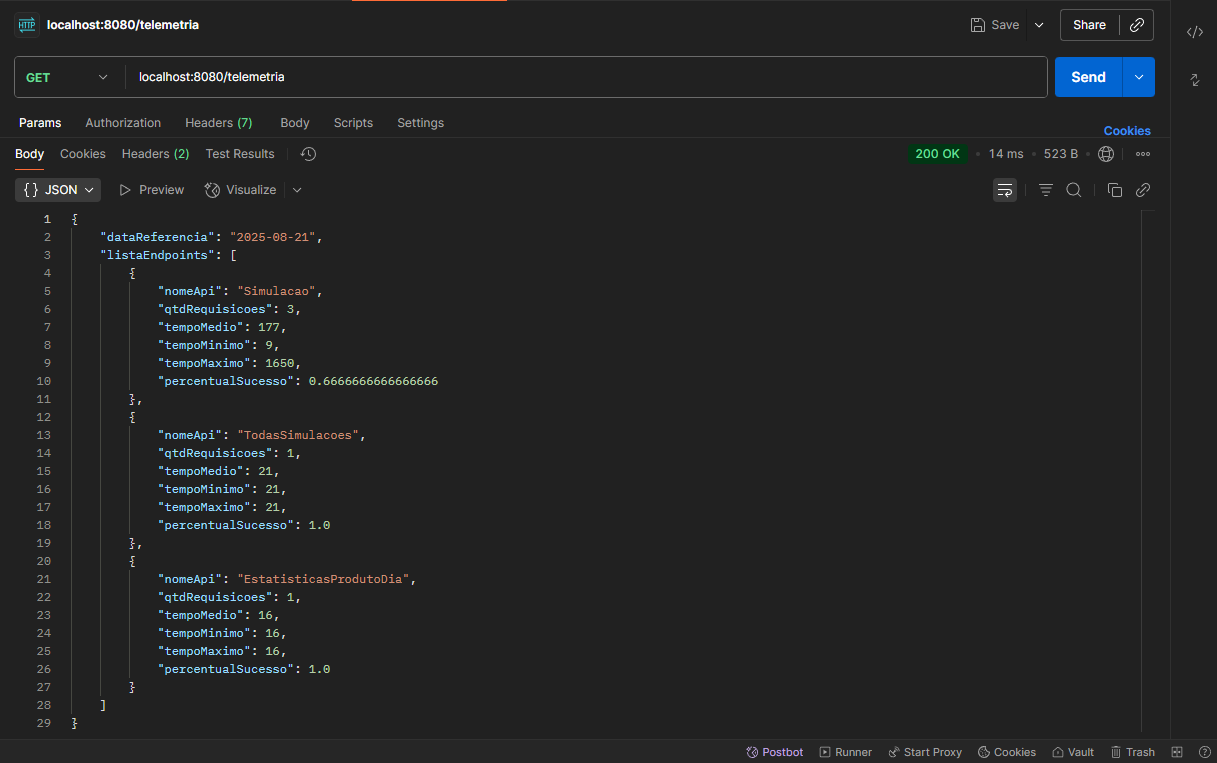 HTTP localhost:8080/telemetria Save Share
GET localhost:8080/telemetria Send
Params Authorization Headers (7) Body Scripts Settings
Cookies
Body Cookies Headers (2) Test Results 200 OK 14 ms 523 B
{} JSON Preview Visualize
1 {
2 "dataReferencia": "2025-08-21",
3 "listaEndpoints": [
4 {
5 "nomeApi": "Simulacao",
6 "qtdRequisicoes": 3,
7 "tempoMedio": 177,
8 "tempoMinimo": 9,
9 "tempoMaximo": 1650,
10 "percentualSucesso": 0.6666666666666666
11 },
12 {
13 "nomeApi": "TodasSimulacoes",
14 "qtdRequisicoes": 1,
15 "tempoMedio": 21,
16 "tempoMinimo": 21,
17 "tempoMaximo": 21,
18 "percentualSucesso": 1.0
19 },
20 {
21 "nomeApi": "EstatisticasProdutoDia",
22 "qtdRequisicoes": 1,
23 "tempoMedio": 16,
24 "tempoMinimo": 16,
25 "tempoMaximo": 16,
26 "percentualSucesso": 1.0
27 }
28 ]
29 }
Postbot Runner Start Proxy Cookies Vault Trash